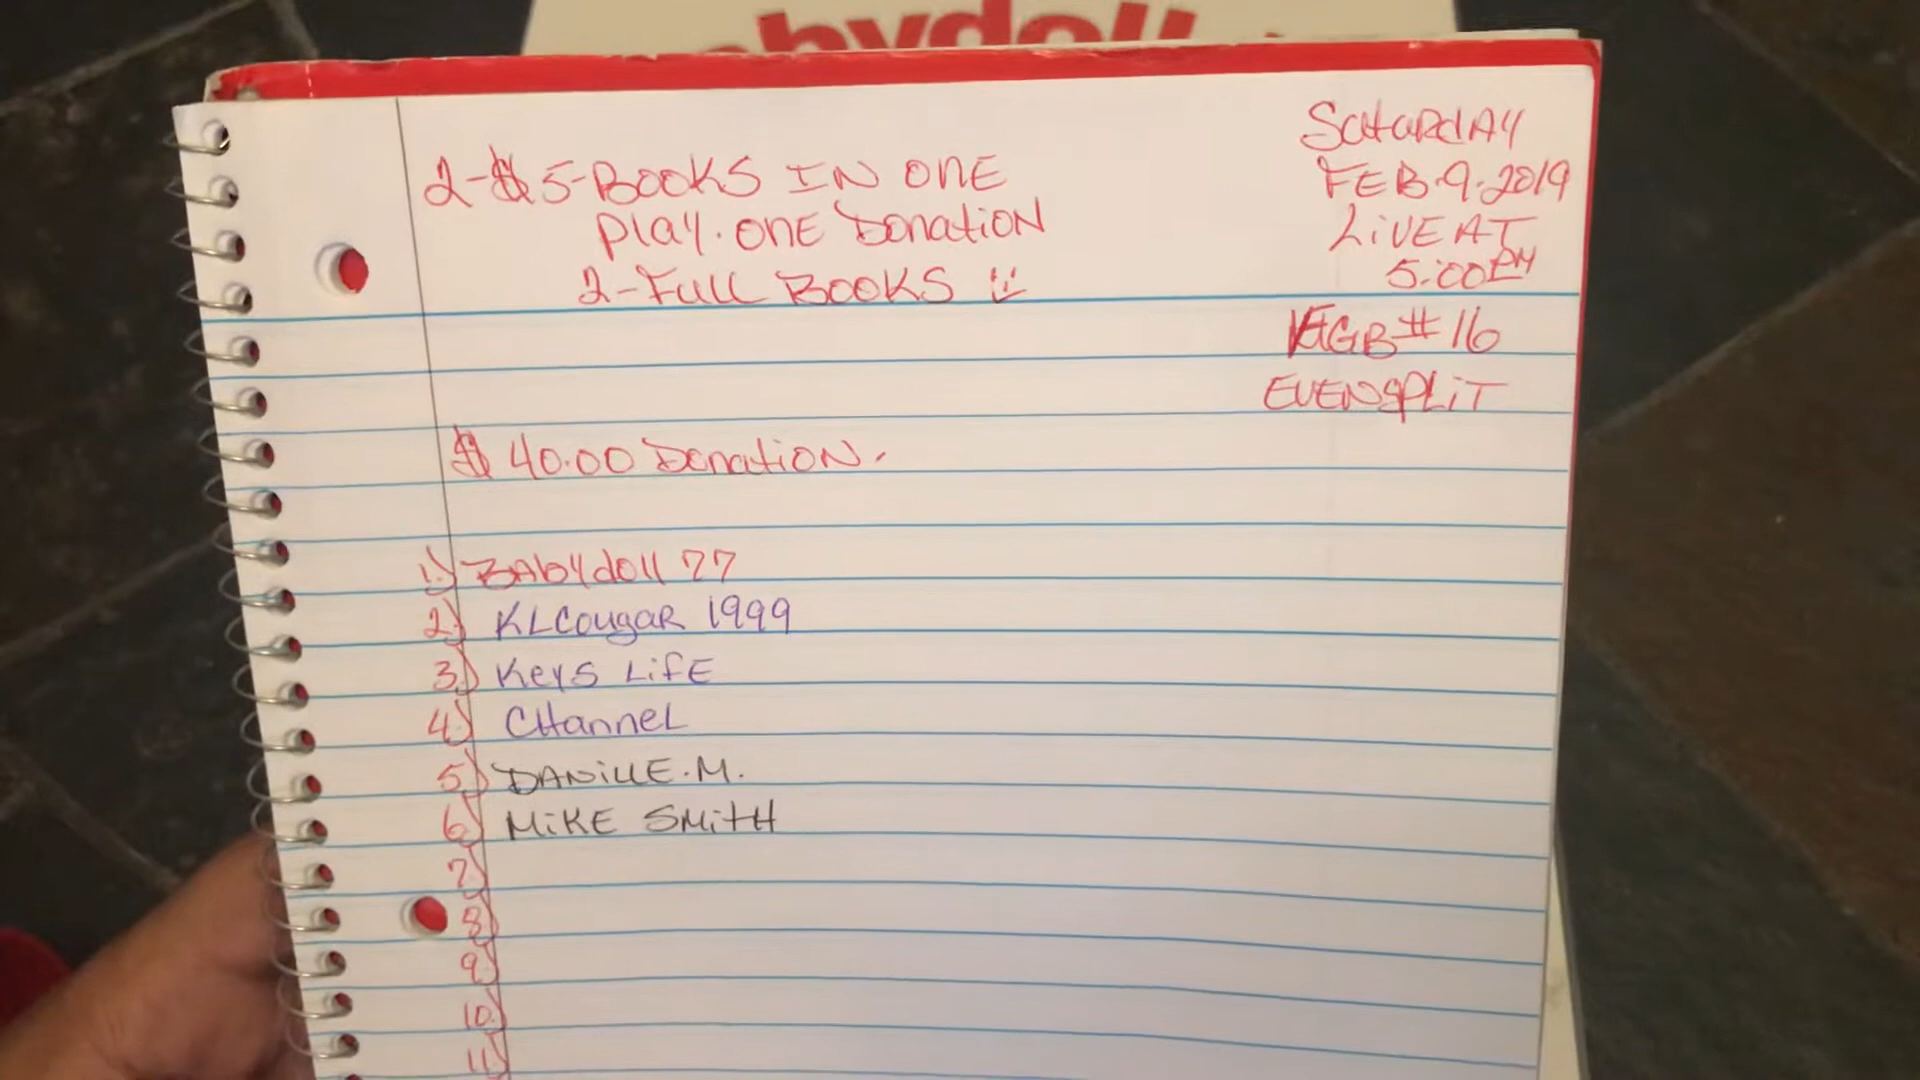 2-$5-BOOKS IN ONE
Play. ONE Donation
2-Full BOOKS
SatuRdAy
FEB.9.2019
LiVE AT
5:00PM
GB#16
EVENSPLIT
$40.00 Donation.
1.) BAbydoll 77
2.) KLCougaR 1999
3.) Keys LifE
4.) CHanneL
5.) DANiLLE.M.
6.) MiKE SMitH
7.)
8.)
9.)
10.)
11.)